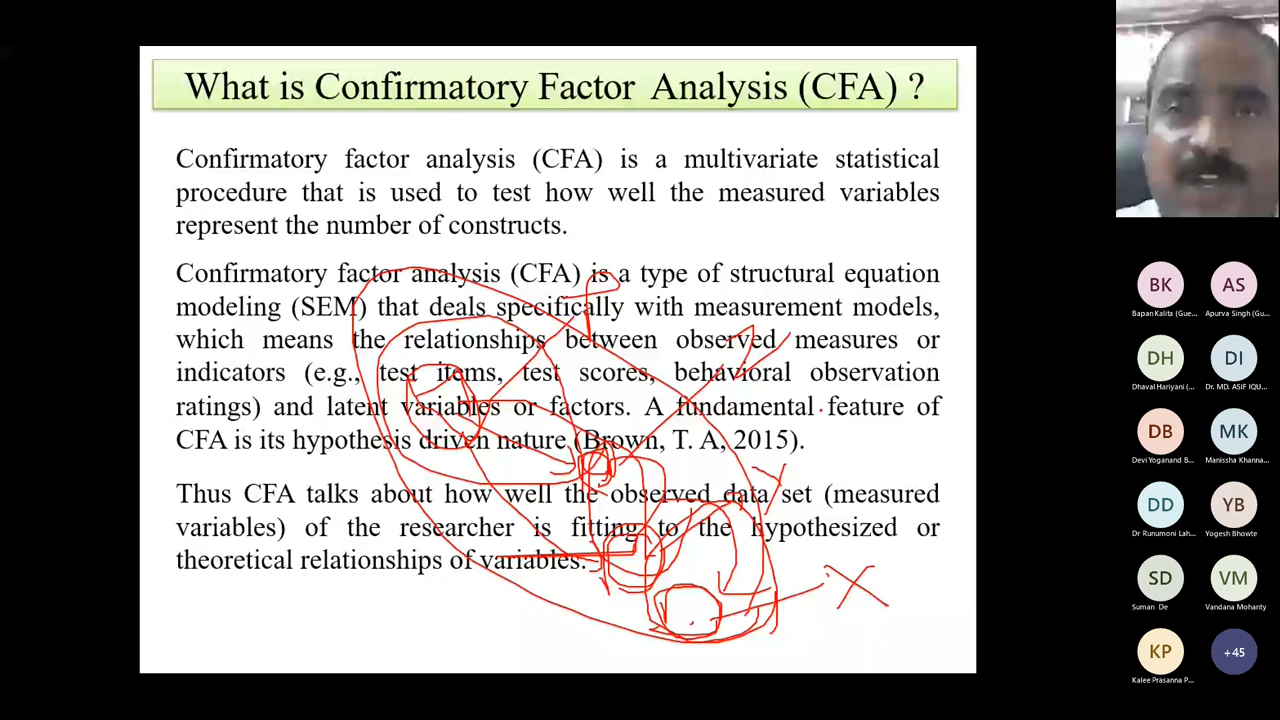 What is Confirmatory Factor Analysis (CFA) ?
Confirmatory factor analysis (CFA) is a multivariate statistical
procedure that is used to test how well the measured variables
represent the number of constructs.
Confirmatory factor analysis (CFA) is a type of structural equation
modeling (SEM) that deals specifically with measurement models,
which means the relationships between observed measures or
indicators (e.g., test items, test scores, behavioral observation
ratings) and latent variables or factors. A fundamental feature of
CFA is its hypothesis driven nature (Brown, T. A, 2015).
Thus CFA talks about how well the observed data set (measured
variables) of the researcher is fitting to the hypothesized or
theoretical relationships of variables.
P
Z
Y
X
BK AS
Bapan Kalita (Gue... Apurva Singh (Gu...
DH DI
Dhaval Hariyani (... Dr. MD. ASIF IQU...
DB MK
Devi Yoganand B... Manissha Khanna...
DD YB
Dr Runumoni Lah... Yogesh Bhowte
SD VM
Suman De Vandana Mohanty
KP +45
Kalee Prasanna P...